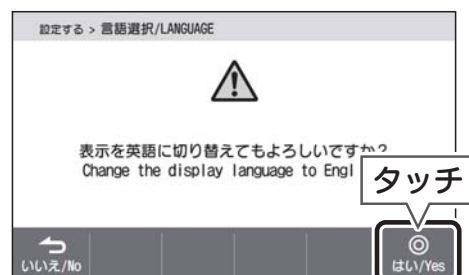 設定する > 言語選択/LANGUAGE
表示を英語に切り替えてもよろしいですか?
Change the display language to Engl
タッチ
いいえ/No
はい/Yes